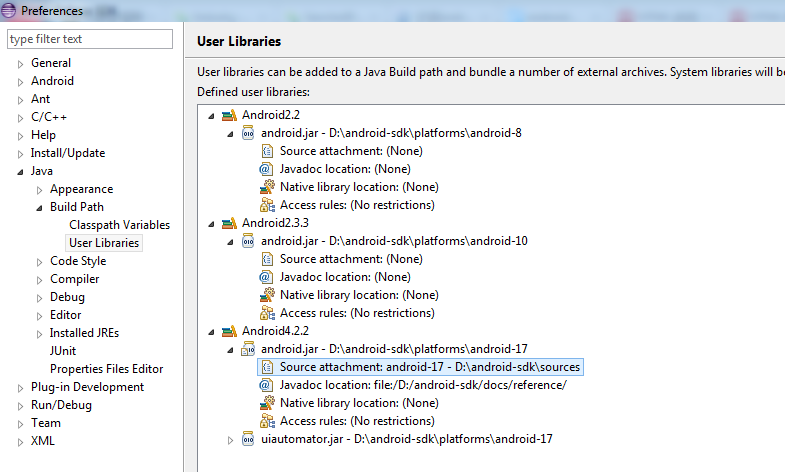 Preferences
type filter text
General
Android
Ant
C/C++
Help
Install/Update
Java
Appearance
Build Path
Classpath Variables
User Libraries
Code Style
Compiler
Debug
Editor
Installed JREs
JUnit
Properties Files Editor
Plug-in Development
Run/Debug
Team
XML
User Libraries
User libraries can be added to a Java Build path and bundle a number of external archives. System libraries will be
Defined user libraries:
Android2.2
android.jar - D:\android-sdk\platforms\android-8
Source attachment: (None)
Javadoc location: (None)
Native library location: (None)
Access rules: (No restrictions)
Android2.3.3
android.jar - D:\android-sdk\platforms\android-10
Source attachment: (None)
Javadoc location: (None)
Native library location: (None)
Access rules: (No restrictions)
Android4.2.2
android.jar - D:\android-sdk\platforms\android-17
Source attachment: android-17 - D:\android-sdk\sources
Javadoc location: file:/D:/android-sdk/docs/reference/
Native library location: (None)
Access rules: (No restrictions)
uiautomator.jar - D:\android-sdk\platforms\android-17